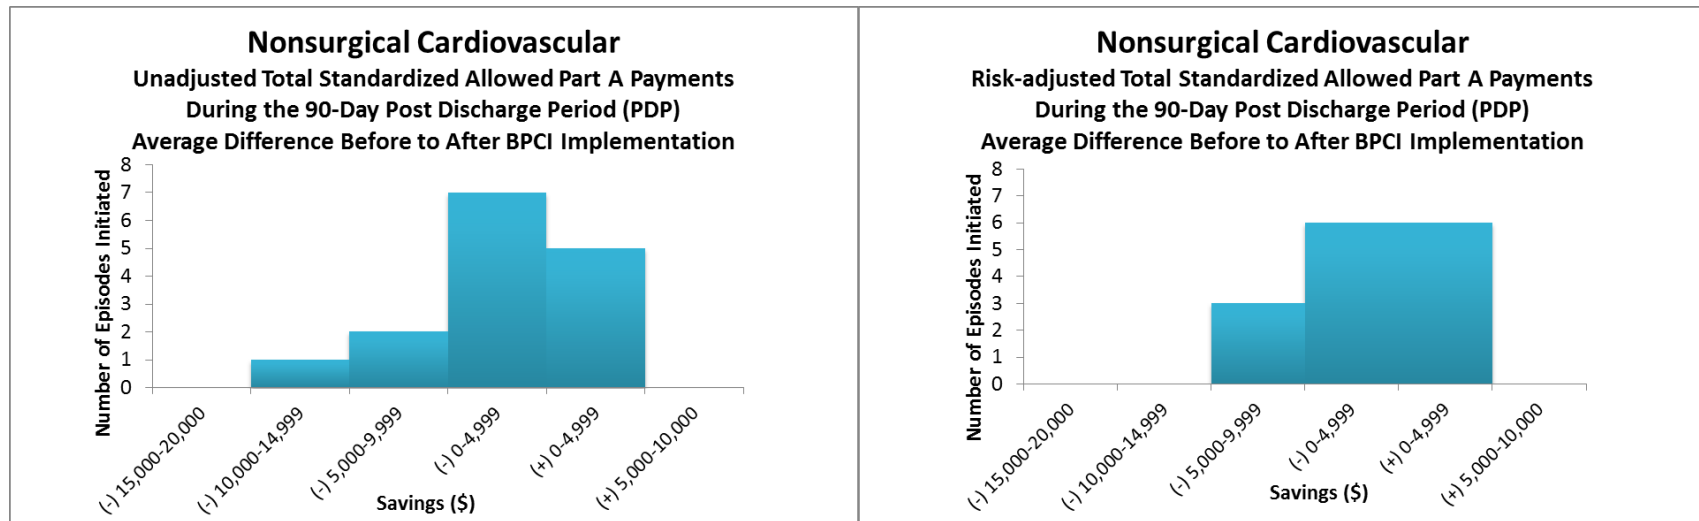 Nonsurgical Cardiovascular
Unadjusted Total Standardized Allowed Part A Payments
During the 90-Day Post Discharge Period (PDP)
Average Difference Before to After BPCI Implementation
Number of Episodes Initiated
8
7
6
5
4
3
2
1
0
(-) 15,000-20,000
(-) 10,000-14,999
(-) 5,000-9,999
(-) 0-4,999
(+) 0-4,999
(+) 5,000-10,000
Savings ($)
Nonsurgical Cardiovascular
Risk-adjusted Total Standardized Allowed Part A Payments
During the 90-Day Post Discharge Period (PDP)
Average Difference Before to After BPCI Implementation
Number of Episodes Initiated
8
7
6
5
4
3
2
1
0
(-) 15,000-20,000
(-) 10,000-14,999
(-) 5,000-9,999
(-) 0-4,999
(+) 0-4,999
(+) 5,000-10,000
Savings ($)